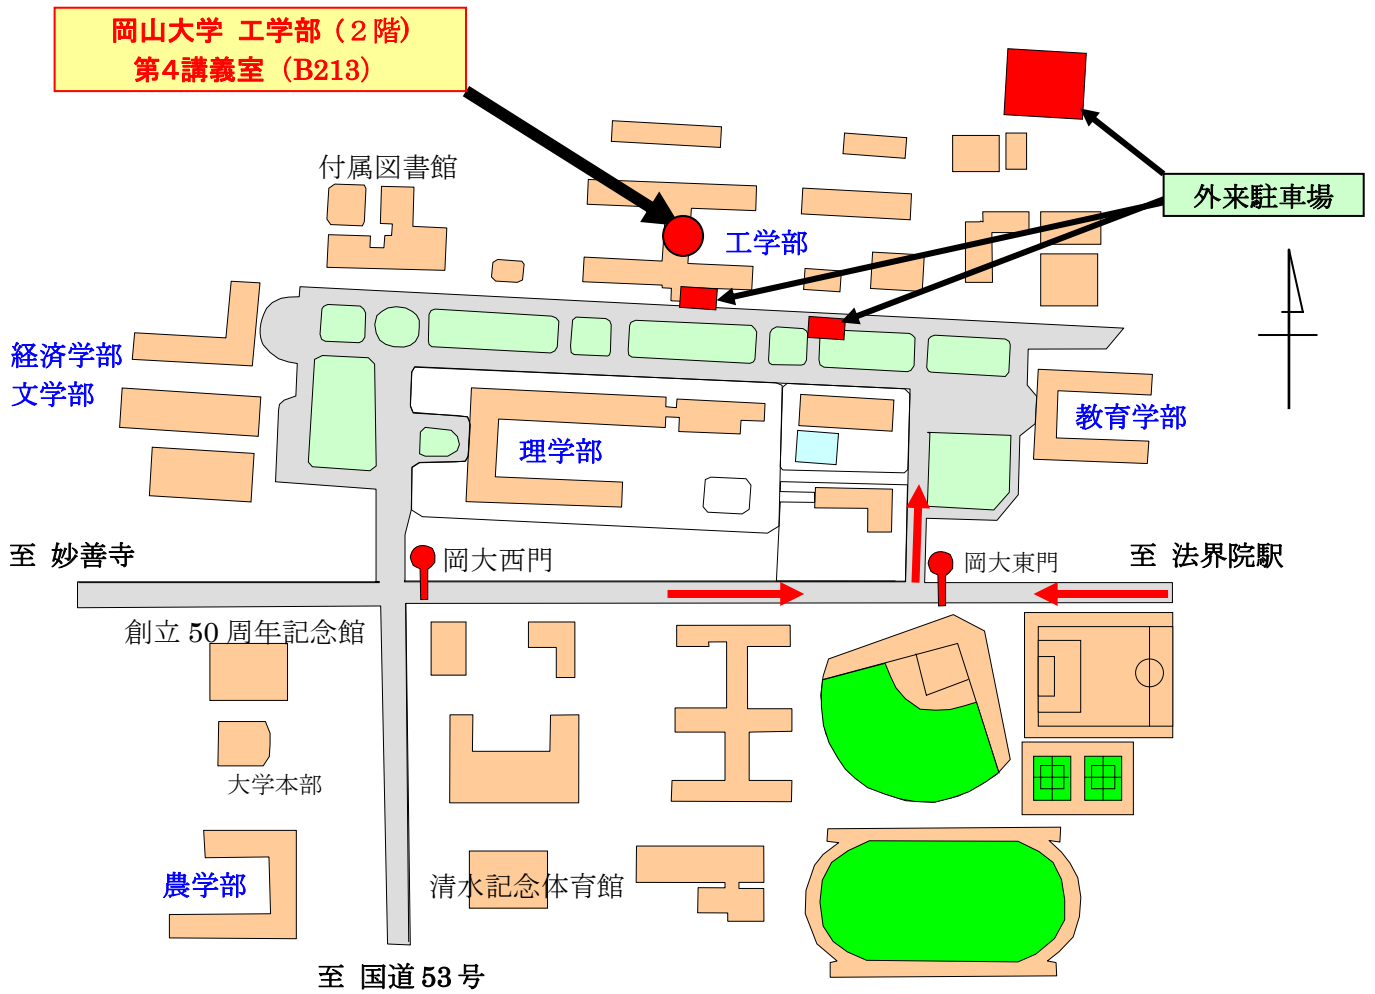 岡山大学 工学部（２階）
第４講義室（B213）
付属図書館
外来駐車場
工学部
経済学部
文学部
教育学部
理学部
至 妙善寺
岡大西門
岡大東門
至 法界院駅
創立 50 周年記念館
大学本部
農学部
清水記念体育館
至 国道 53 号